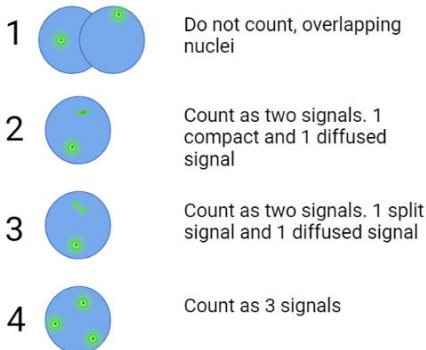 1
Do not count, overlapping
nuclei
2
Count as two signals. 1
compact and 1 diffused
signal
3
Count as two signals. 1 split
signal and 1 diffused signal
4
Count as 3 signals